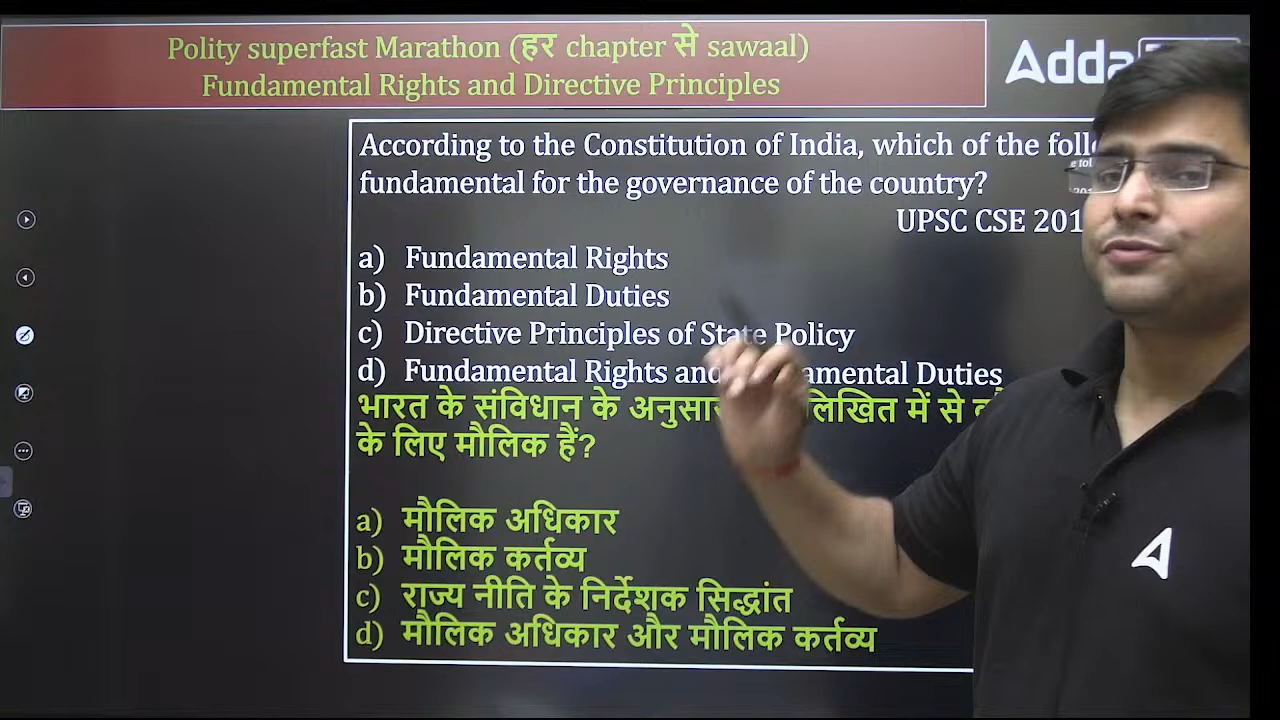 Polity superfast Marathon (हर chapter से sawaal)
Fundamental Rights and Directive Principles
Adda
According to the Constitution of India, which of the
fundamental for the governance of the country?
UPSC CSE
a) Fundamental Rights
b) Fundamental Duties
c) Directive Principles of State Policy
d) Fundamental Rights and Duties
भारत के संविधान के अनुसार में से
के लिए मौलिक हैं?
a) मौलिक अधिकार
b) मौलिक कर्तव्य
c) राज्य नीति के निर्देशक सिद्धांत
d) मौलिक अधिकार और मौलिक कर्तव्य